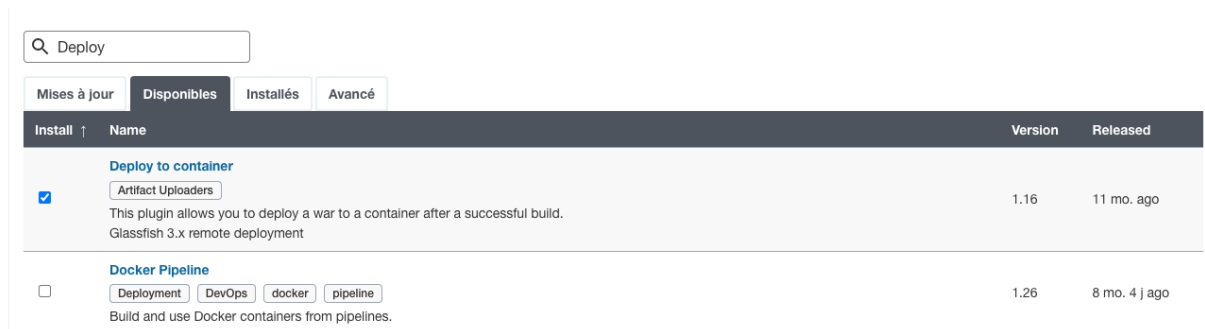 Deploy
Mises à jour Disponibles Installés Avancé
Install ↑ Name Version Released
Deploy to container
Artifact Uploaders
This plugin allows you to deploy a war to a container after a successful build.
1.16 11 mo. ago
Glassfish 3.x remote deployment
Docker Pipeline
Deployment DevOps docker pipeline
1.26 8 mo. 4 j ago
Build and use Docker containers from pipelines.